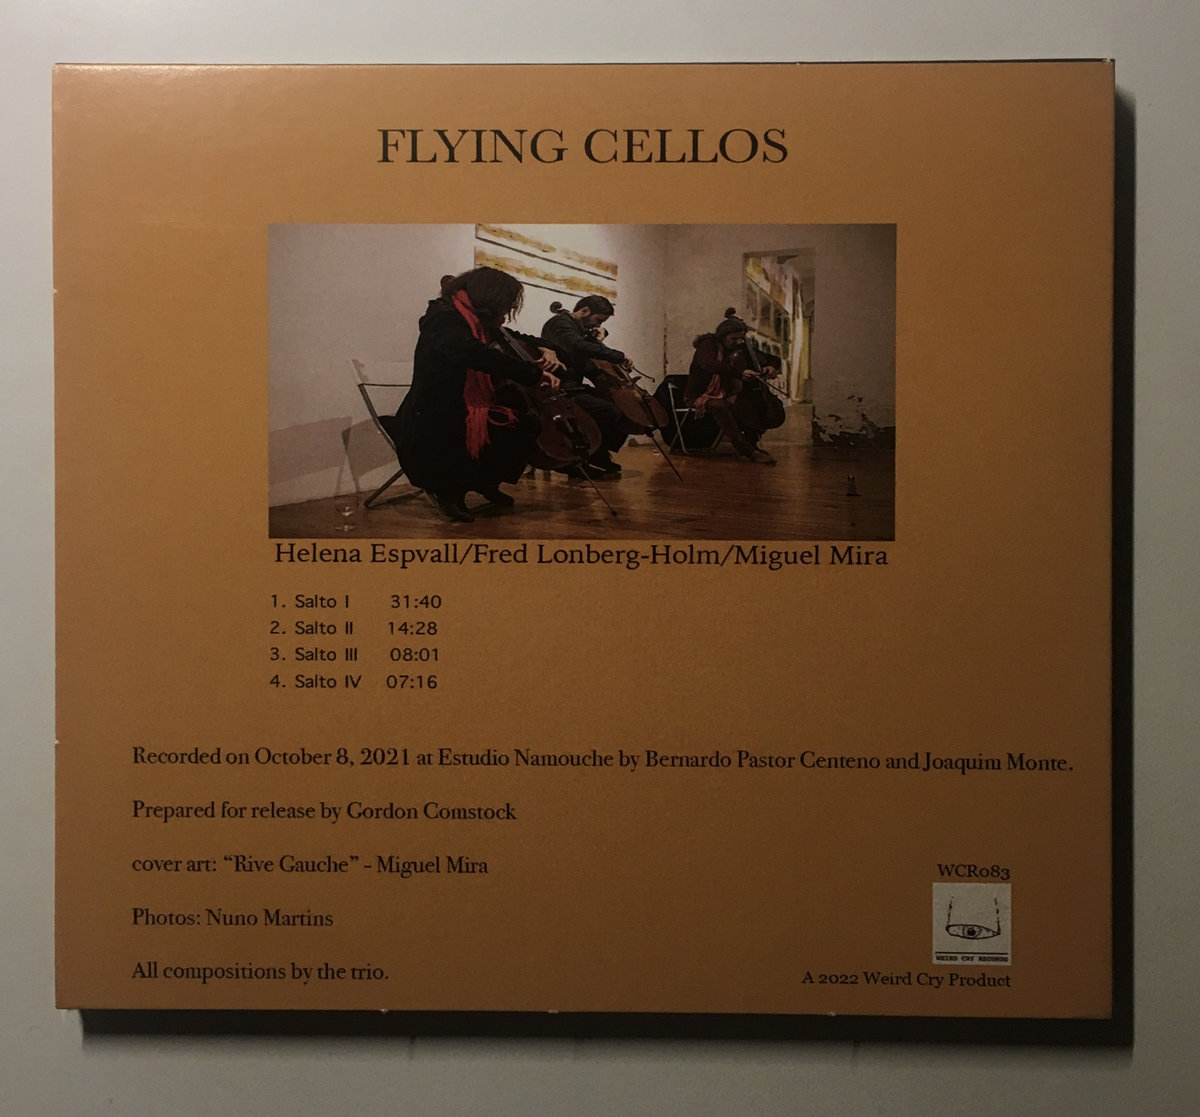 FLYING CELLOS
Helena Espvall/Fred Lonberg-Holm/Miguel Mira
1. Salto I 31:40
2. Salto II 14:28
3. Salto III 08:01
4. Salto IV 07:16
Recorded on October 8, 2021 at Estudio Namouche by Bernardo Pastor Centeno and Joaquim Monte.
Prepared for release by Gordon Comstock
cover art: “Rive Gauche” - Miguel Mira
Photos: Nuno Martins
All compositions by the trio.
WCR083
WEIRD CRY RECORDS
A 2022 Weird Cry Product